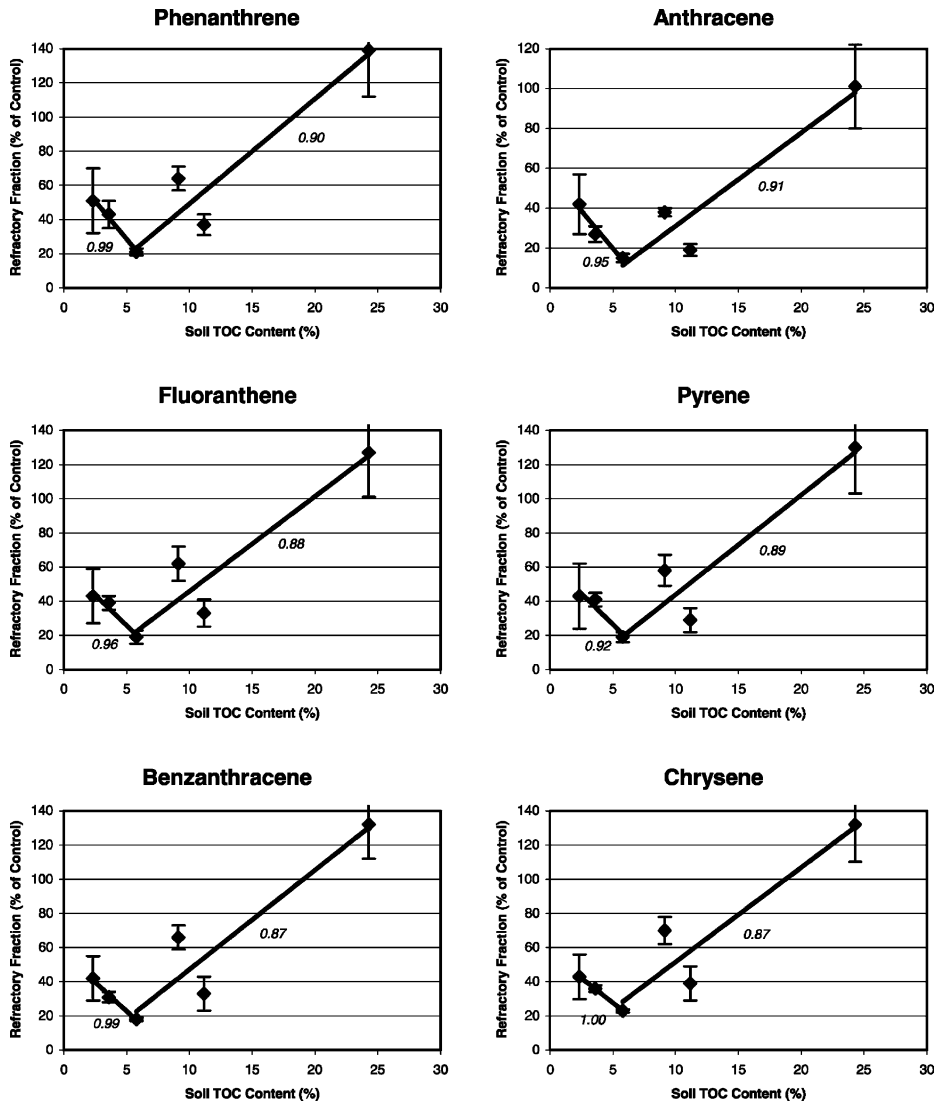 Phenanthrene
Refractory Fraction (% of Control)
140
120
100
80
60
40
20
0
0.99
0.90
0 5 10 15 20 25 30
Soil TOC Content (%)
Anthracene
Refractory Fraction (% of Control)
120
100
80
60
40
20
0
0.95
0.91
0 5 10 15 20 25 30
Soil TOC Content (%)
Fluoranthene
Refractory Fraction (% of Control)
140
120
100
80
60
40
20
0
0.96
0.88
0 5 10 15 20 25 30
Soil TOC Content (%)
Pyrene
Refractory Fraction (% of Control)
140
120
100
80
60
40
20
0
0.92
0.89
0 5 10 15 20 25 30
Soil TOC Content (%)
Benzanthracene
Refractory Fraction (% of Control)
140
120
100
80
60
40
20
0
0.99
0.87
0 5 10 15 20 25 30
Soil TOC Content (%)
Chrysene
Refractory Fraction (% of Control)
140
120
100
80
60
40
20
0
1.00
0.87
0 5 10 15 20 25 30
Soil TOC Content (%)